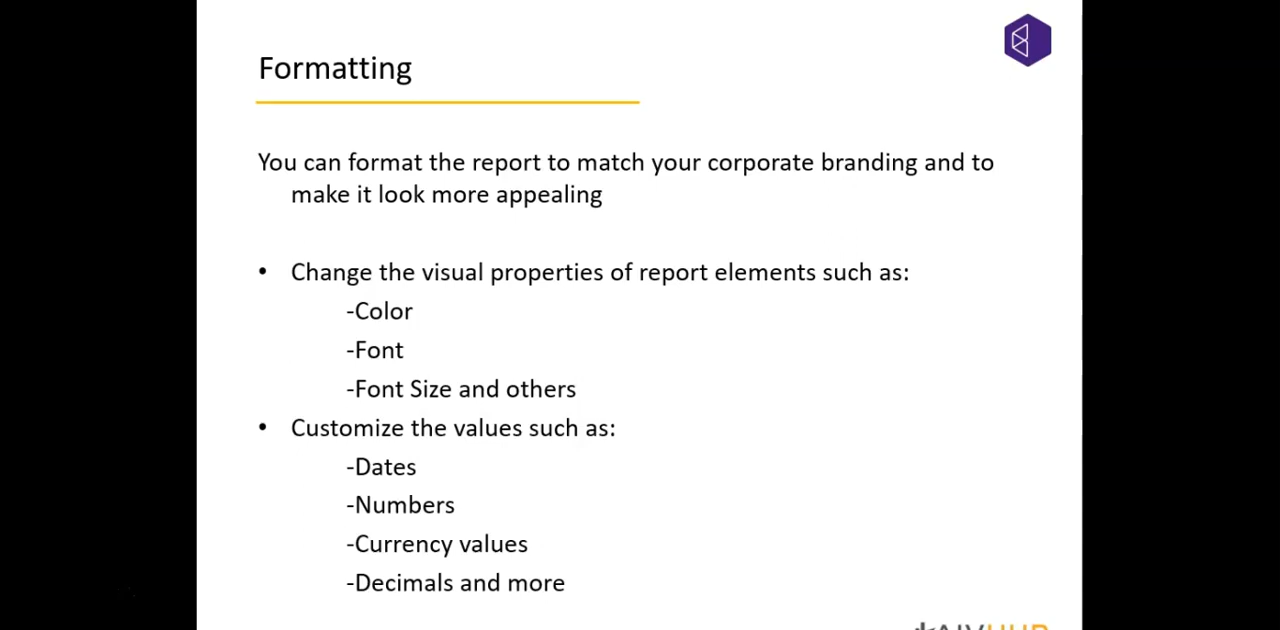 Formatting
You can format the report to match your corporate branding and to
make it look more appealing
• Change the visual properties of report elements such as:
-Color
-Font
-Font Size and others
• Customize the values such as:
-Dates
-Numbers
-Currency values
-Decimals and more